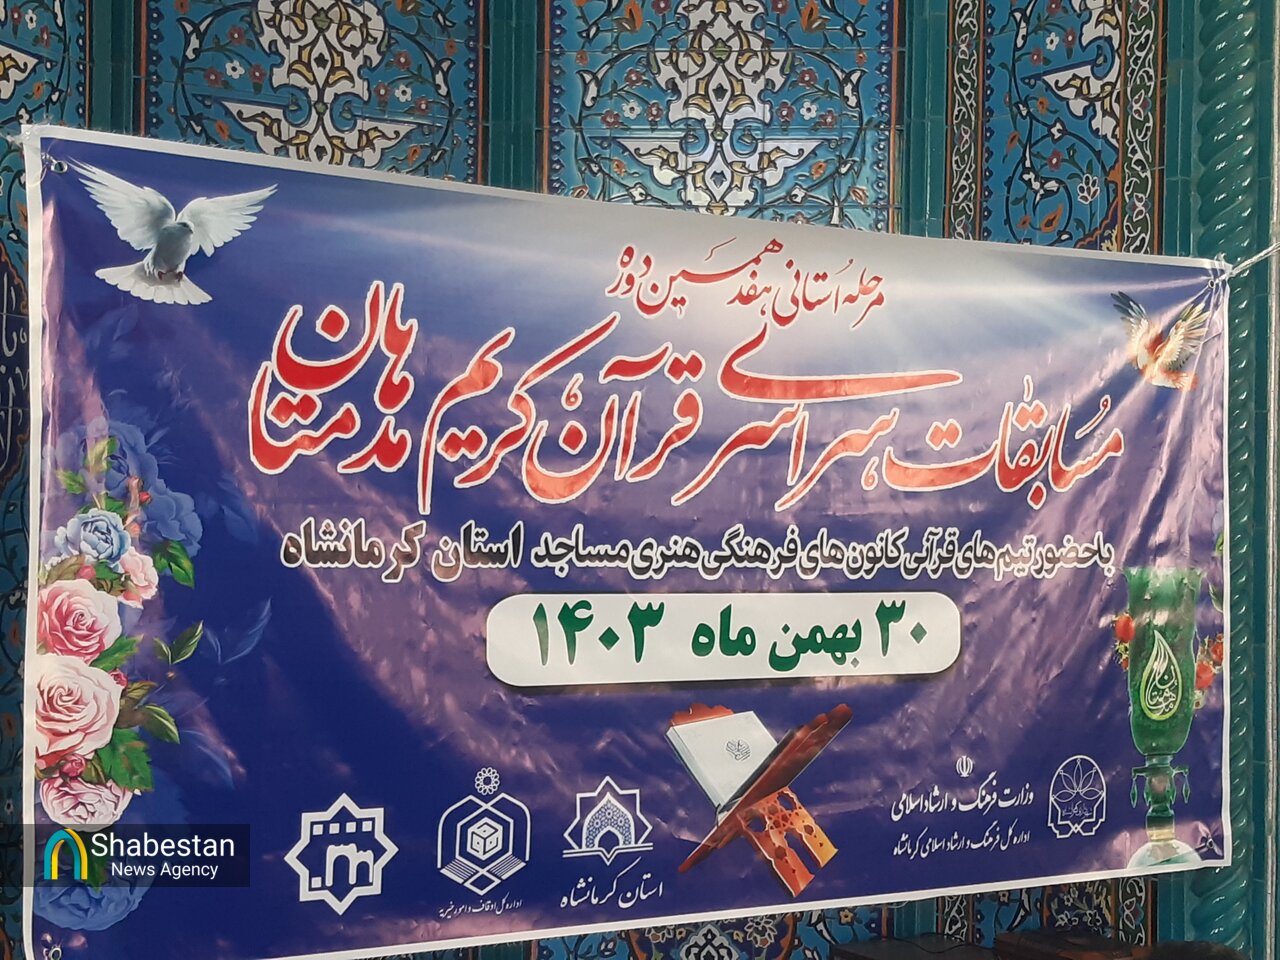 مرحله استانی هفدهمین دوره
مسابقات سراسری قرآن کریم مدهامتان
با حضور تیم های قرآنی کانون های فرهنگی هنری مساجد استان کرمانشاه
۳۰ بهمن ماه ۱۴۰۳
وزارت فرهنگ و ارشاد اسلامی
اداره کل فرهنگ و ارشاد اسلامی کرمانشاه
استان کرمانشاه
اداره کل اوقاف و امور خیریه
Shabestan
News Agency